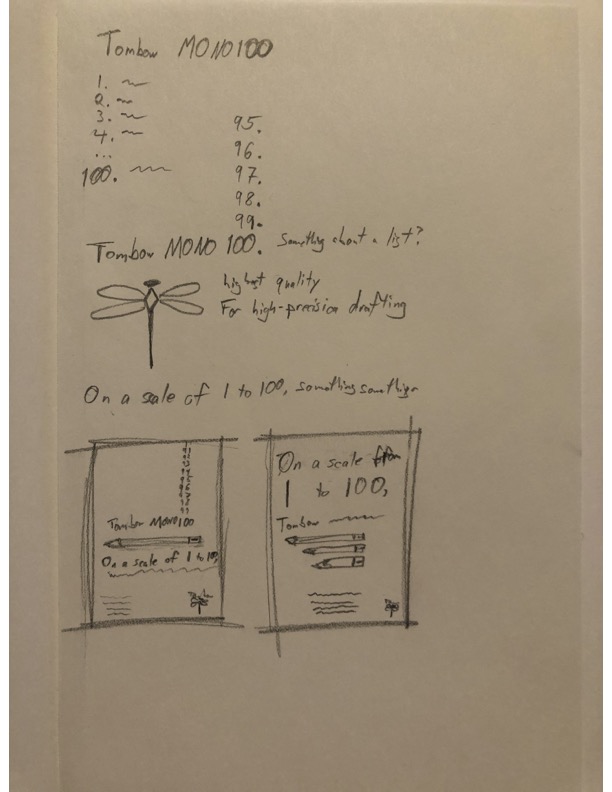 Tombow MONO100
1.
2.
3.
4.
...
100.
95.
96.
97.
98.
99.
Tombow MONO 100. Something about a list?
highest quality
For high-precision drafting
On a scale of 1 to 100, something something
Tombow MONO100
On a scale of 1 to 100,
On a scale from
1 to 100,
Tombow